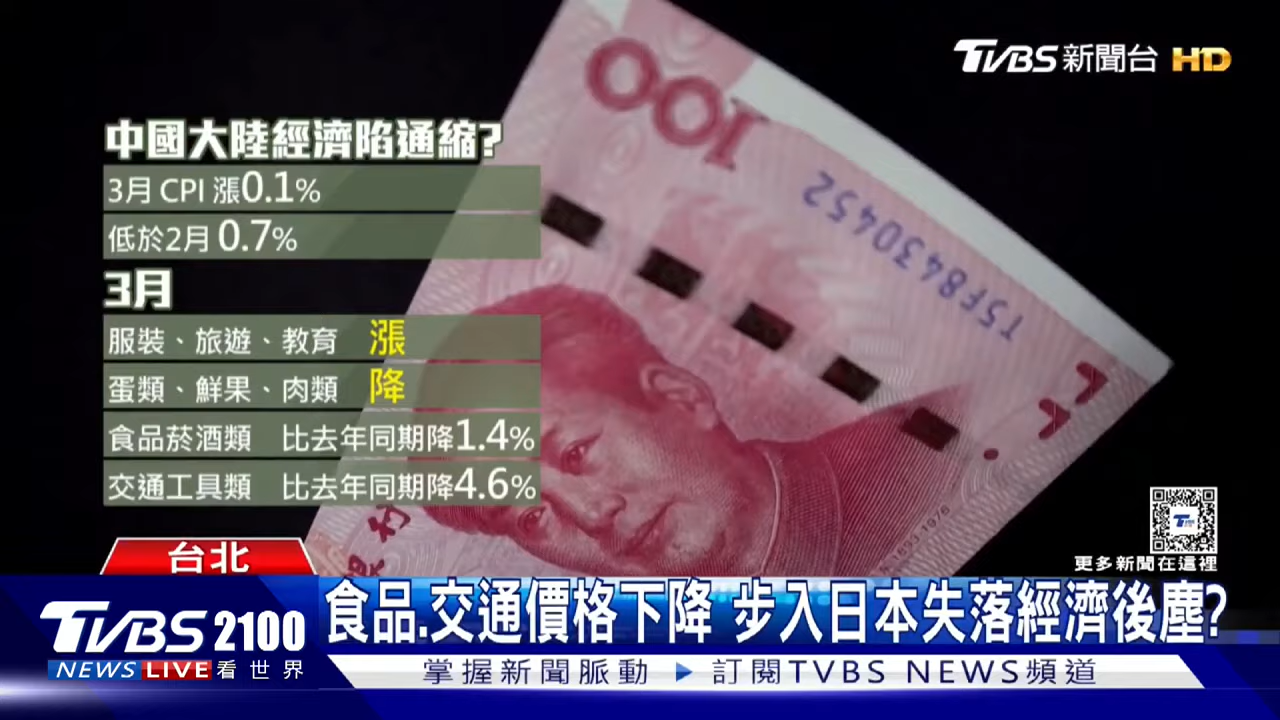 TVBS新聞台 HD
中國大陸經濟陷通縮?
3月 CPI 漲0.1%
低於2月 0.7%
3月
服裝、旅遊、教育 漲
蛋類、鮮果、肉類 降
食品菸酒類 比去年同期降1.4%
交通工具類 比去年同期降4.6%
100
T5F8430452
更多新聞在這裡
台北
食品.交通價格下降 步入日本失落經濟後塵?
TVBS 2100
NEWS LIVE 看世界
掌握新聞脈動 ▶ 訂閱TVBS NEWS頻道